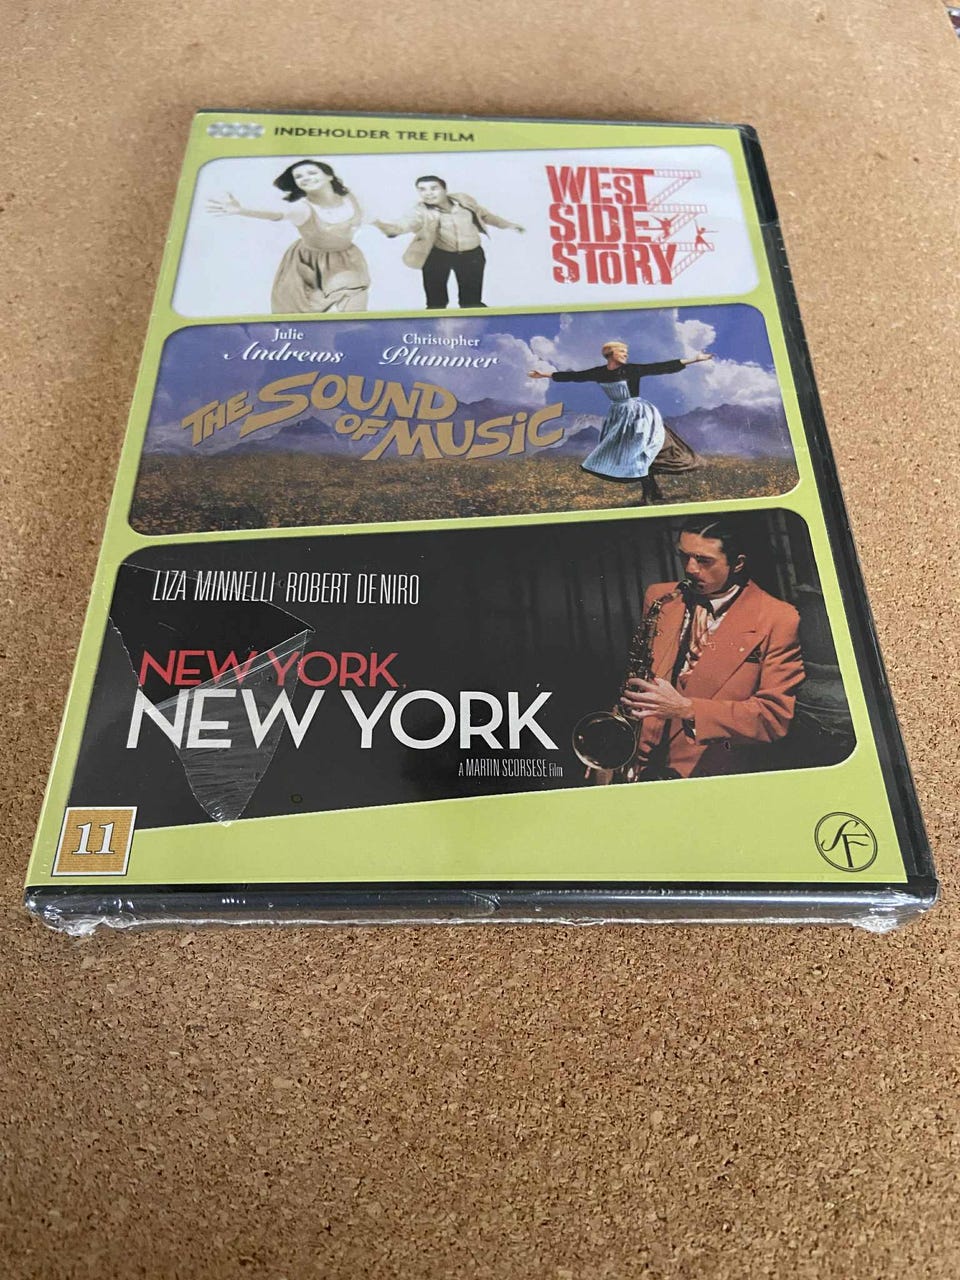 INDEHOLDER TRE FILM
WEST
SIDE
STORY
Julie
Andrews
Christopher
Plummer
THE SOUND
OF MUSIC
LIZA MINNELLI ROBERT DE NIRO
NEW YORK,
NEW YORK
A MARTIN SCORSESE Film
11
SF